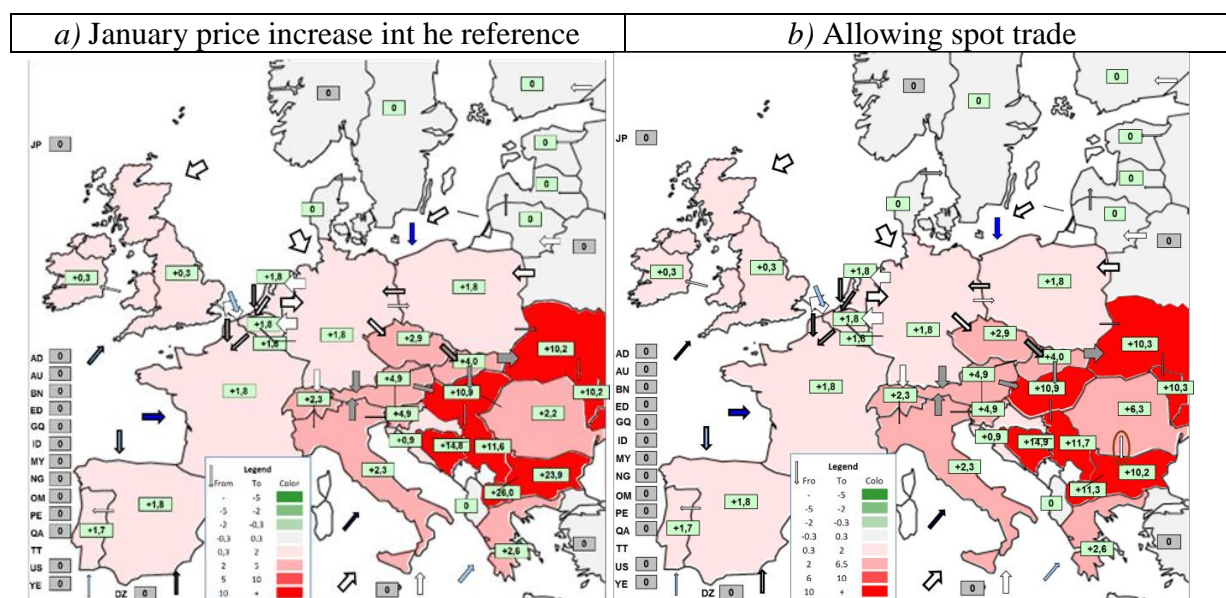 a) January price increase int he reference
b) Allowing spot trade
0
0
0
JP 0
0
0
0
0
0
+0,3
+0,3
+1,8
+1,8
+1,8
+1,8
+1,8
+2,9
+4,0
+10,2
+10,2
AD 0
AU 0
BN 0
ED 0
GQ 0
ID 0
MY 0
NG 0
OM 0
PE 0
QA 0
TT
US 0
YE 0
+1,8
+2,3
+4,9
+10,9
+2,2
+4,9
+0,9
+14,8
+11,6
+2,3
+23,9
+26,0
0
+1,8
+1,7
+2,6
0
DZ 0
0
Legend
From To Color
- -5
-5 -2
-2 -0.3
-0.3 0.3
0,3 2
2 5
5 10
10 +
0
0
0
JP 0
0
0
0
0
0
+0,3
+0,3
+1,8
+1,8
+1,8
+1,8
+2,9
+4,0
+10,3
+10,3
AD 0
AU 0
BN 0
ED 0
GQ 0
ID 0
MY 0
NG 0
OM 0
PE 0
QA 0
TT
US 0
YE 0
+1,8
+2,3
+4,9
+10,9
+6,3
+4,9
+0,9
+14,9
+11,7
+2,3
+10,2
+11,3
0
+1,8
+1,7
+2,6
0
DZ 0
0
Legend
Fro To Colo
- -5
-5 -2
-2 -0.3
-0.3 0.3
0.3 2
2 6.5
6 10
10 +